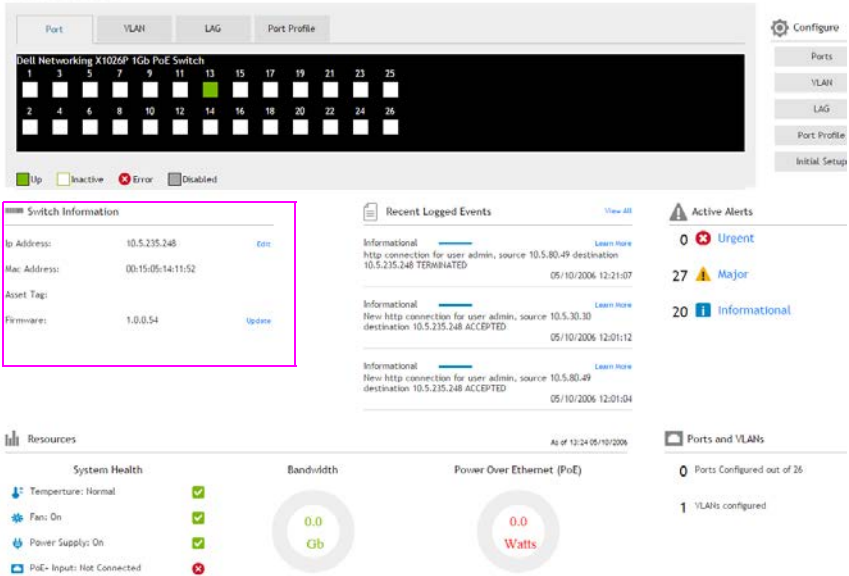 Port VLAN LAG Port Profile
Dell Networking X1026P 1Gb PoE Switch
1 3 5 7 9 11 13 15 17 19 21 23 25
2 4 6 8 10 12 14 16 18 20 22 24 26
Up Inactive Error Disabled
Configure
Ports
VLAN
LAG
Port Profile
Initial Setup
Switch Information
Ip Address: 10.5.235.248 Edit
Mac Address: 00:15:05:14:11:52
Asset Tag:
Firmware: 1.0.0.54 Update
Recent Logged Events View All
Informational Learn More
http connection for user admin, source 10.5.80.49 destination
10.5.235.248 TERMINATED
05/10/2006 12:21:07
Informational Learn More
New http connection for user admin, source 10.5.30.30
destination 10.5.235.248 ACCEPTED
05/10/2006 12:01:12
Informational Learn More
New http connection for user admin, source 10.5.80.49
destination 10.5.235.248 ACCEPTED
05/10/2006 12:01:04
Active Alerts
0 Urgent
27 Major
20 Informational
Resources As of 13:24 05/10/2006
System Health
Temperture: Normal
Fan: On
Power Supply: On
PoE+ Input: Not Connected
Bandwidth
0.0
Gb
Power Over Ethernet (PoE)
0.0
Watts
Ports and VLANs
0 Ports Configured out of 26
1 VLANs configured